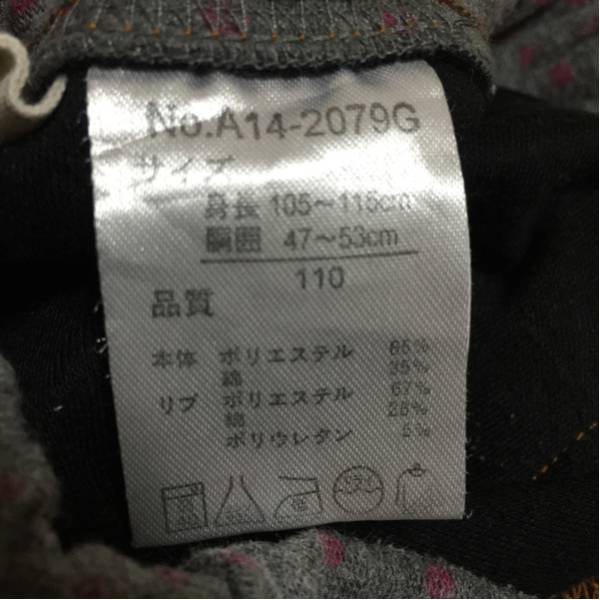 No.A14-2079G
サイズ
身長 105～115cm
胸囲 47～53cm
110
品質
本体 ポリエステル 65%
綿 35%
リブ ポリエステル 67%
綿 28%
ポリウレタン 5%
低